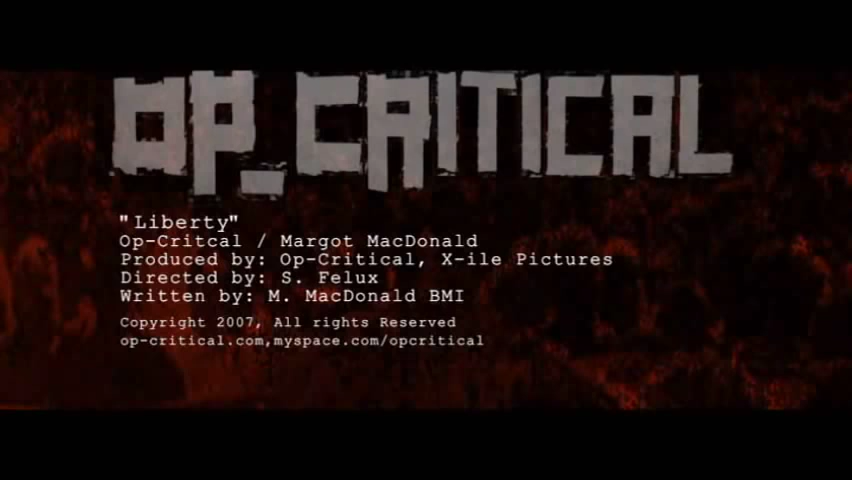 OP_CRITICAL
"Liberty"
Op-Critcal / Margot MacDonald
Produced by: Op-Critical, X-ile Pictures
Directed by: S. Felux
Written by: M. MacDonald BMI
Copyright 2007, All rights Reserved
op-critical.com,myspace.com/opcritical